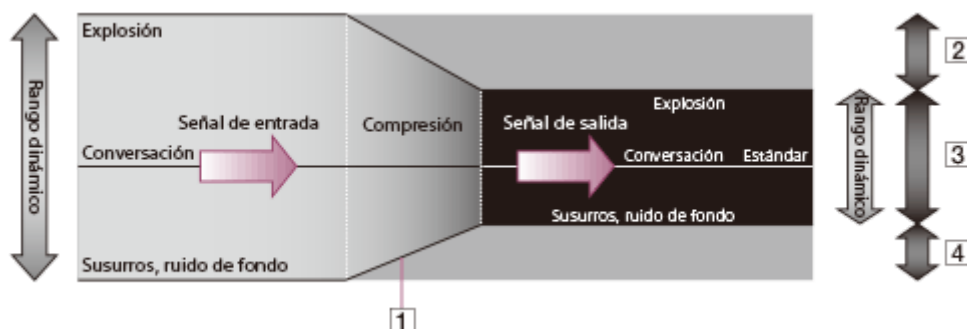 Explosión
2
Rango dinámico
Explosión
Señal de entrada
Compresión
Señal de salida
Conversación
Conversación
Estándar
Rango dinámico
3
Susurros, ruido de fondo
Susurros, ruido de fondo
4
1